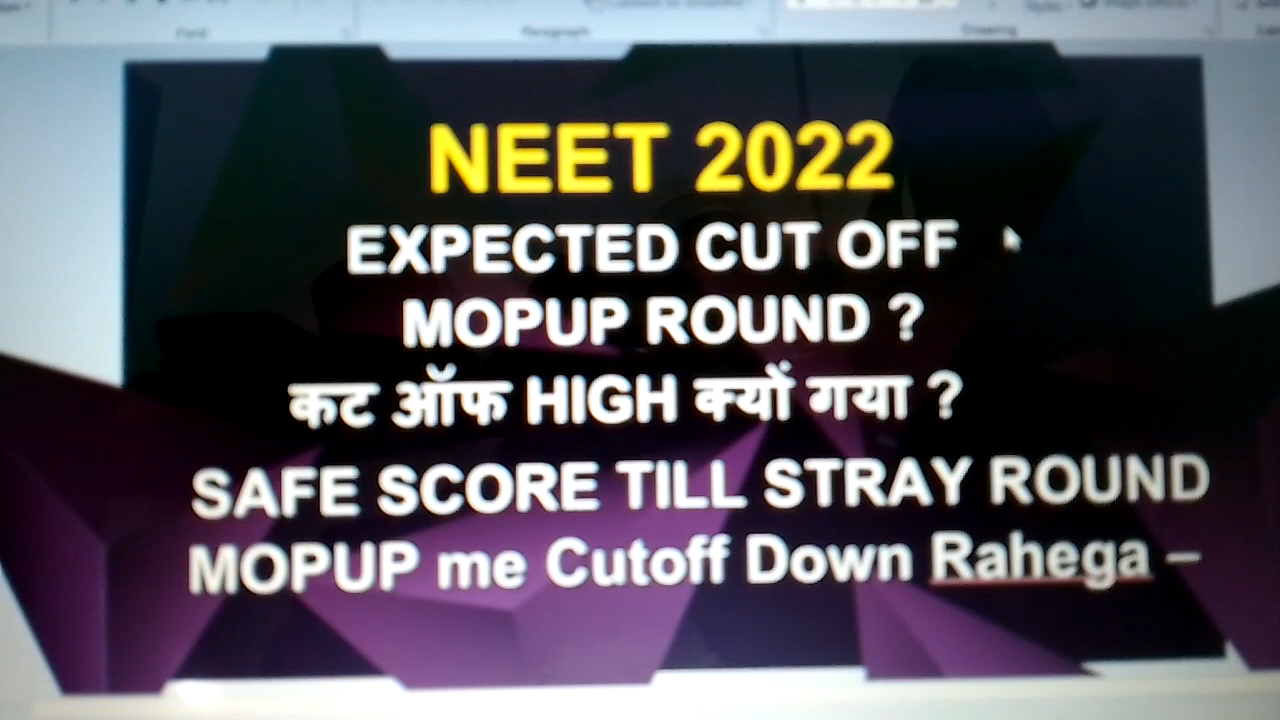 NEET 2022
EXPECTED CUT OFF
MOPUP ROUND ?
कट ऑफ HIGH क्यों गया ?
SAFE SCORE TILL STRAY ROUND
MOPUP me Cutoff Down Rahega –